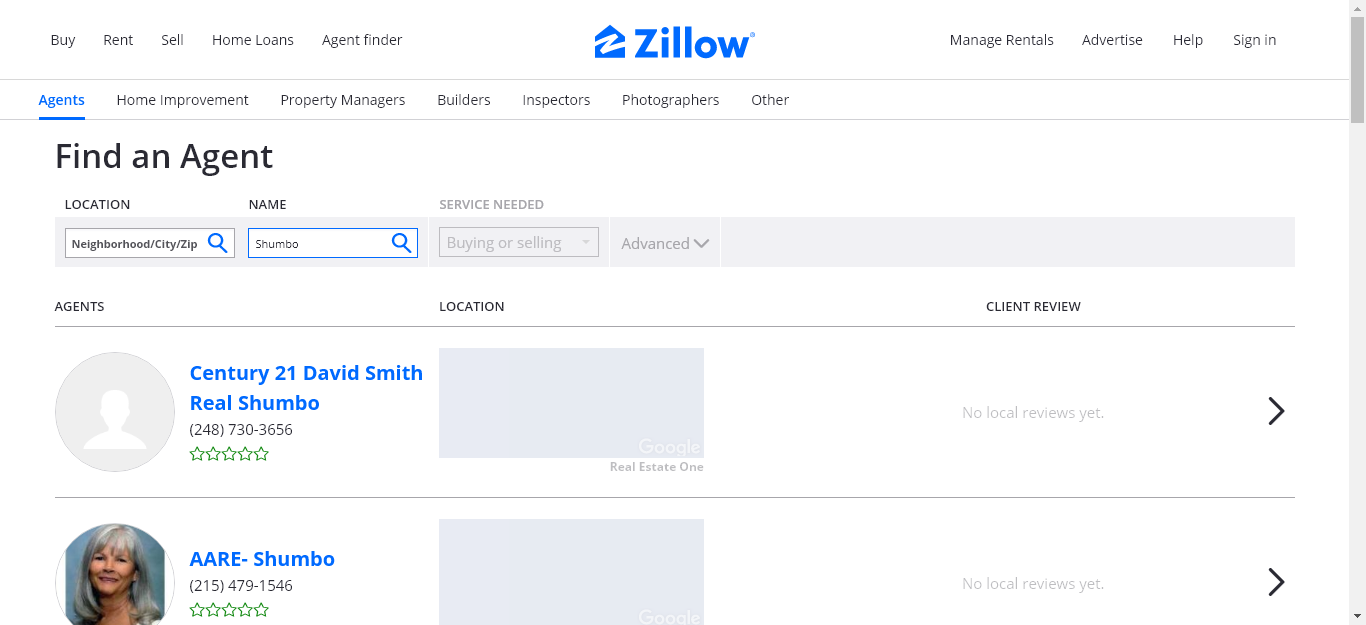 Buy Rent Sell Home Loans Agent finder Zillow® Manage Rentals Advertise Help Sign in
Agents Home Improvement Property Managers Builders Inspectors Photographers Other
Find an Agent
LOCATION NAME SERVICE NEEDED
Neighborhood/City/Zip Shumbo Buying or selling Advanced
AGENTS LOCATION CLIENT REVIEW
Century 21 David Smith
Real Shumbo
(248) 730-3656
Google
Real Estate One
No local reviews yet.
AARE- Shumbo
(215) 479-1546
Google
No local reviews yet.